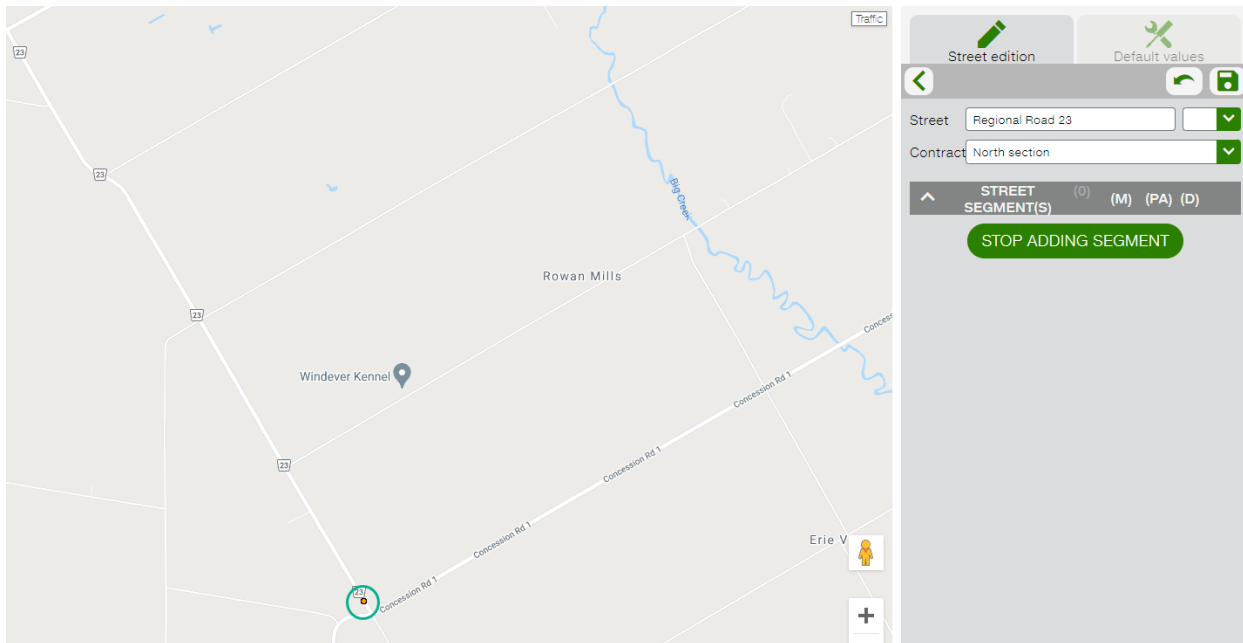 Traffic
23
23
Big Creek
23
Rowan Mills
Windever Kennel
Concess
Concession Rd 1
23
Concession Rd 1
Concession Rd 1
Erie V
23
Concession Rd 1
Street edition
Default values
Street
Regional Road 23
Contract
North section
STREET SEGMENT(S) (0) (M) (PA) (D)
STOP ADDING SEGMENT